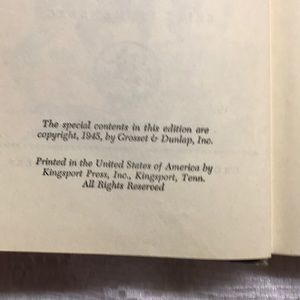 The special contents in this edition are
copyright, 1945, by Grosset & Dunlap, Inc.
Printed in the United States of America by
Kingsport Press, Inc., Kingsport, Tenn.
All Rights Reserved